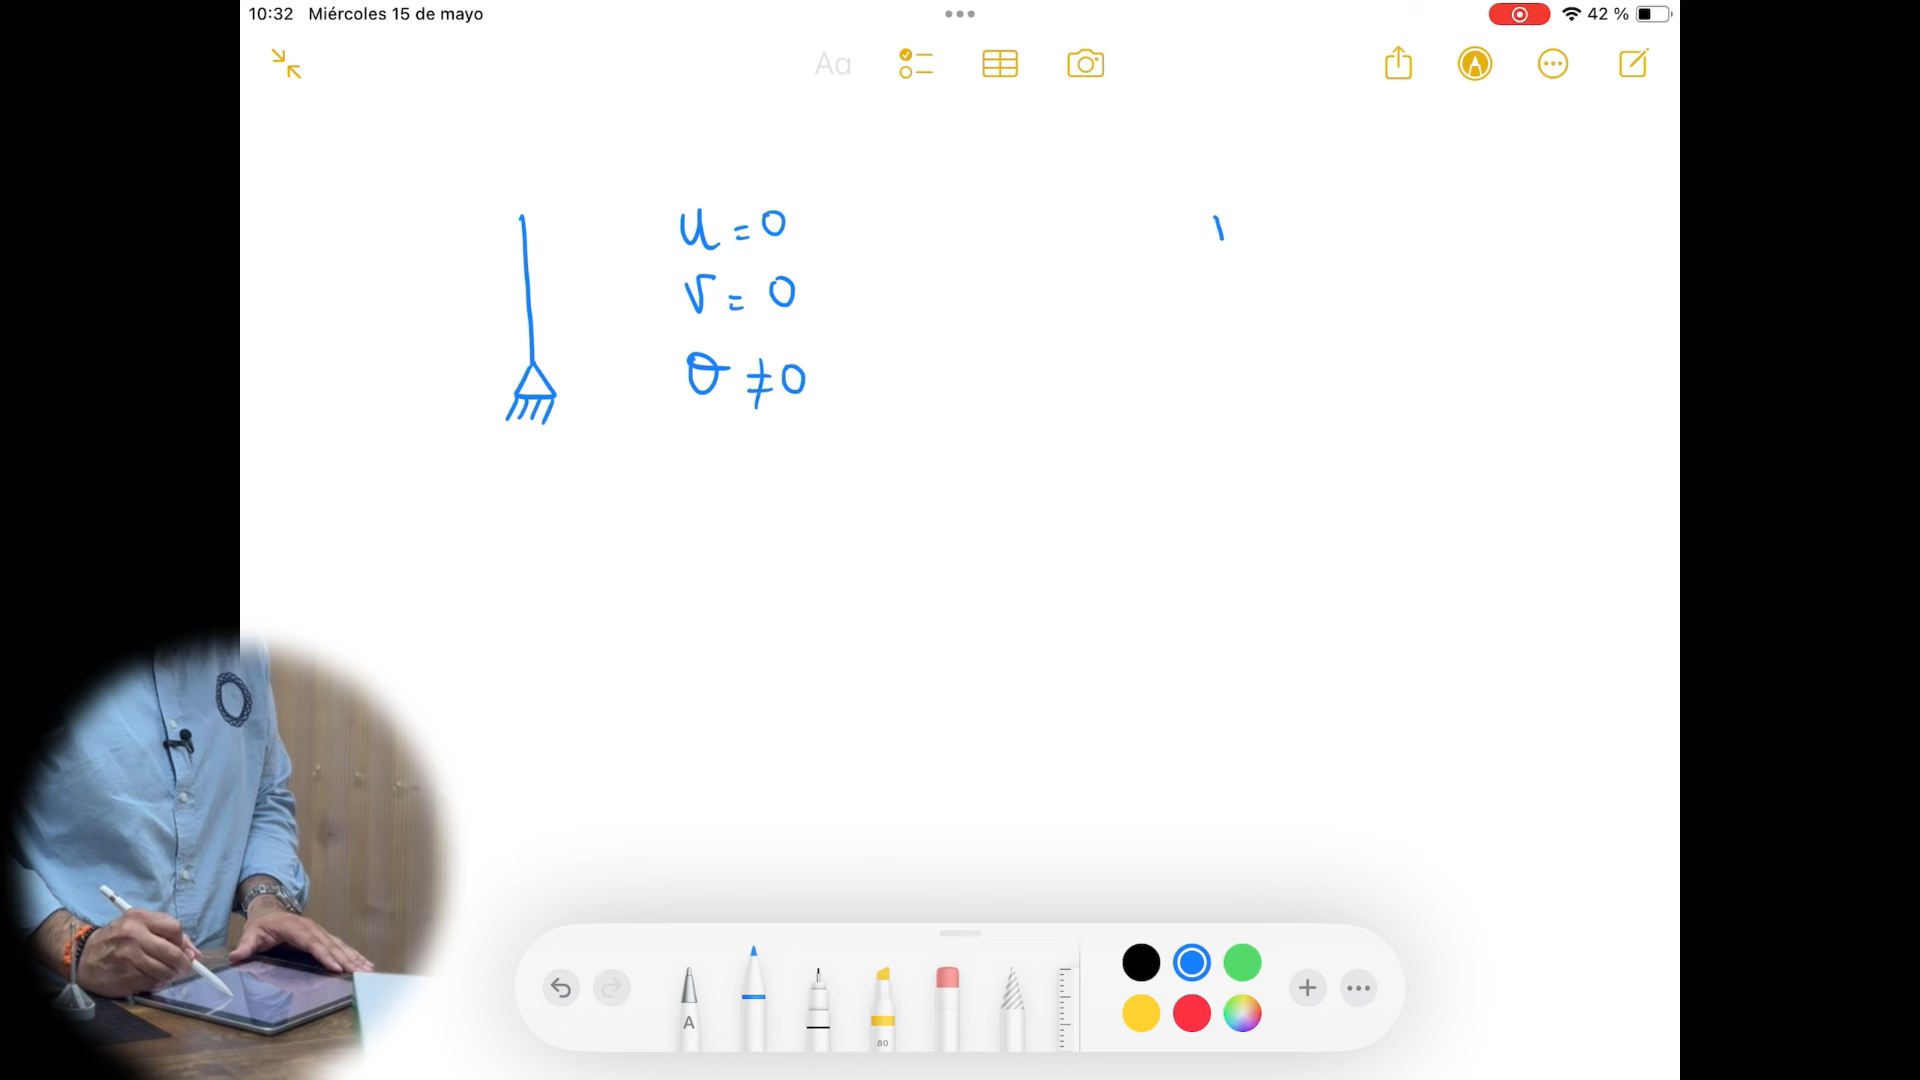 10:32 Miércoles 15 de mayo
42 %
Aa
u = 0
v = 0
θ ≠ 0
A
80